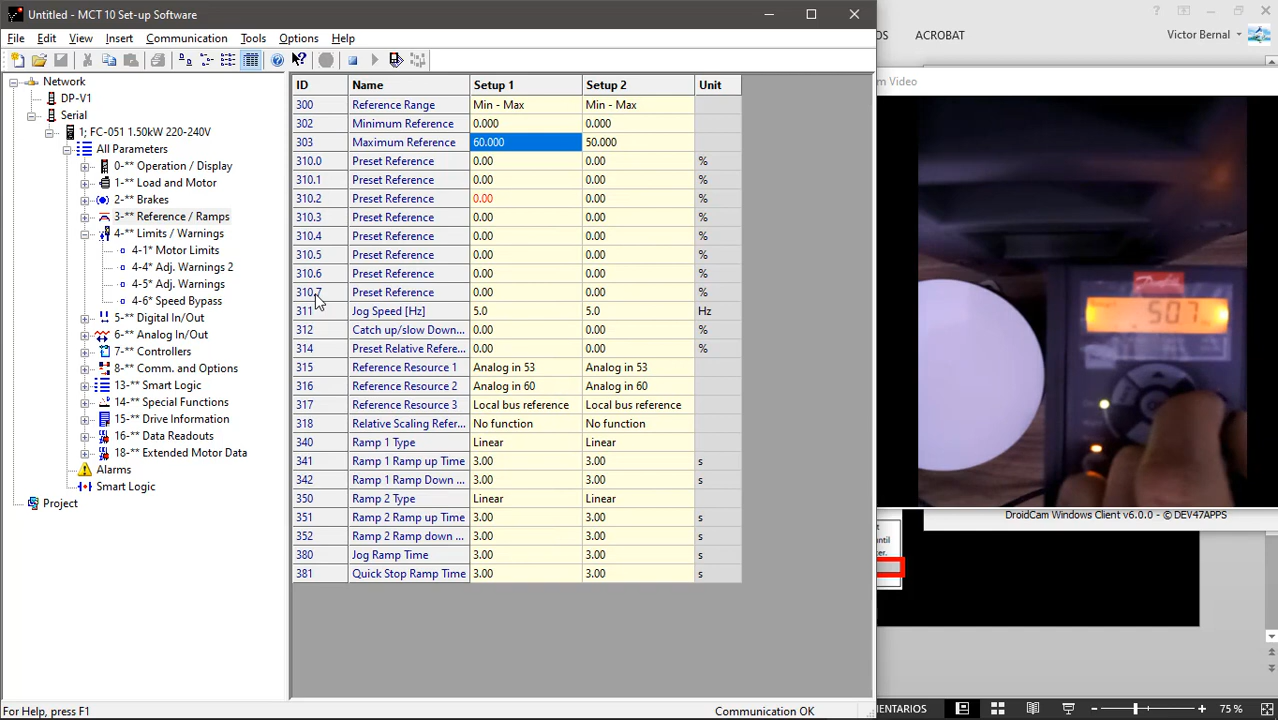 Untitled - MCT 10 Set-up Software
File Edit View Insert Communication Tools Options Help
Network
DP-V1
Serial
1; FC-051 1.50kW 220-240V
All Parameters
0-** Operation / Display
1-** Load and Motor
2-** Brakes
3-** Reference / Ramps
4-** Limits / Warnings
4-1* Motor Limits
4-4* Adj. Warnings 2
4-5* Adj. Warnings
4-6* Speed Bypass
5-** Digital In/Out
6-** Analog In/Out
7-** Controllers
8-** Comm. and Options
13-** Smart Logic
14-** Special Functions
15-** Drive Information
16-** Data Readouts
18-** Extended Motor Data
Alarms
Smart Logic
Project
ID Name Setup 1 Setup 2 Unit
300 Reference Range Min - Max Min - Max
302 Minimum Reference 0.000 0.000
303 Maximum Reference 60.000 50.000
310.0 Preset Reference 0.00 0.00 %
310.1 Preset Reference 0.00 0.00 %
310.2 Preset Reference 0.00 0.00 %
310.3 Preset Reference 0.00 0.00 %
310.4 Preset Reference 0.00 0.00 %
310.5 Preset Reference 0.00 0.00 %
310.6 Preset Reference 0.00 0.00 %
310.7 Preset Reference 0.00 0.00 %
311 Jog Speed [Hz] 5.0 5.0 Hz
312 Catch up/slow Down... 0.00 0.00 %
314 Preset Relative Refere... 0.00 0.00 %
315 Reference Resource 1 Analog in 53 Analog in 53
316 Reference Resource 2 Analog in 60 Analog in 60
317 Reference Resource 3 Local bus reference Local bus reference
318 Relative Scaling Refer... No function No function
340 Ramp 1 Type Linear Linear
341 Ramp 1 Ramp up Time 3.00 3.00 s
342 Ramp 1 Ramp Down ... 3.00 3.00 s
350 Ramp 2 Type Linear Linear
351 Ramp 2 Ramp up Time 3.00 3.00 s
352 Ramp 2 Ramp down ... 3.00 3.00 s
380 Jog Ramp Time 3.00 3.00 s
381 Quick Stop Ramp Time 3.00 3.00 s
For Help, press F1
Communication OK
OS ACROBAT
Victor Bernal
m Video
Danfoss
507
DroidCam Windows Client v6.0.0 - © DEV47APPS
t
until
ter.
MENTARIOS
75 %